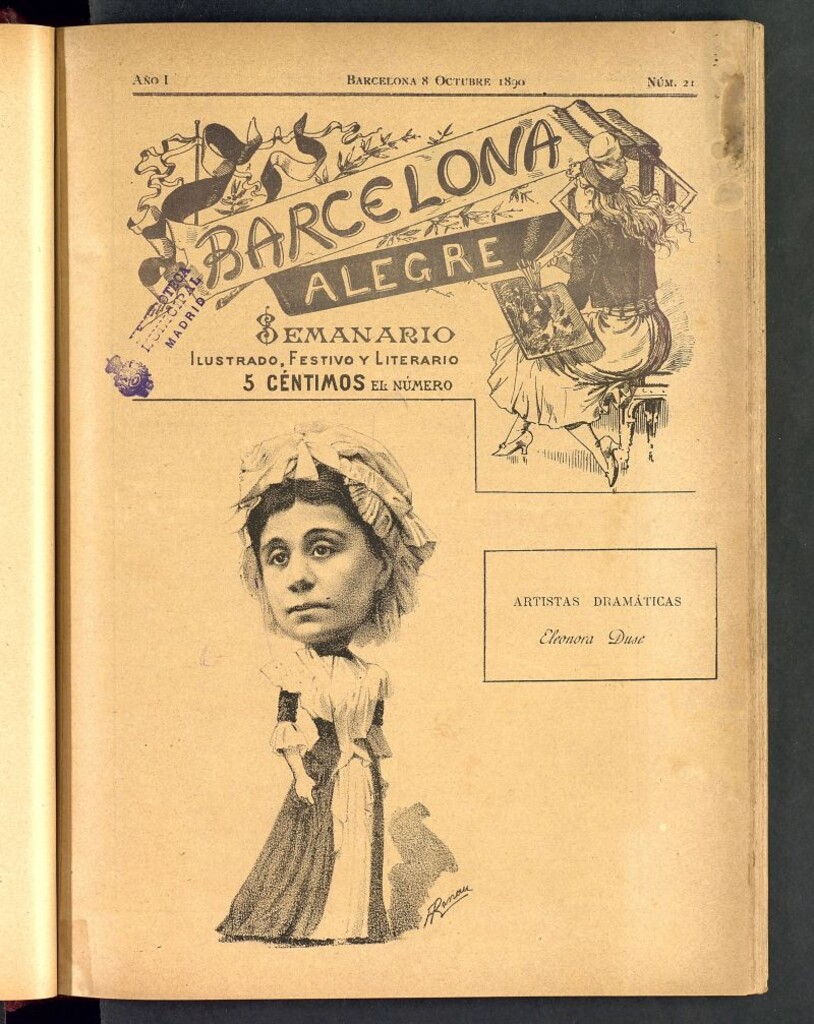 Año I Barcelona 8 Octubre 1890 Núm. 21
BARCELONA
ALEGRE
SEMANARIO
ILUSTRADO, FESTIVO Y LITERARIO
5 CÉNTIMOS EL NÚMERO
MUNICIPAL
MADRID
ARTISTAS DRAMÁTICAS
Eleonora Duse